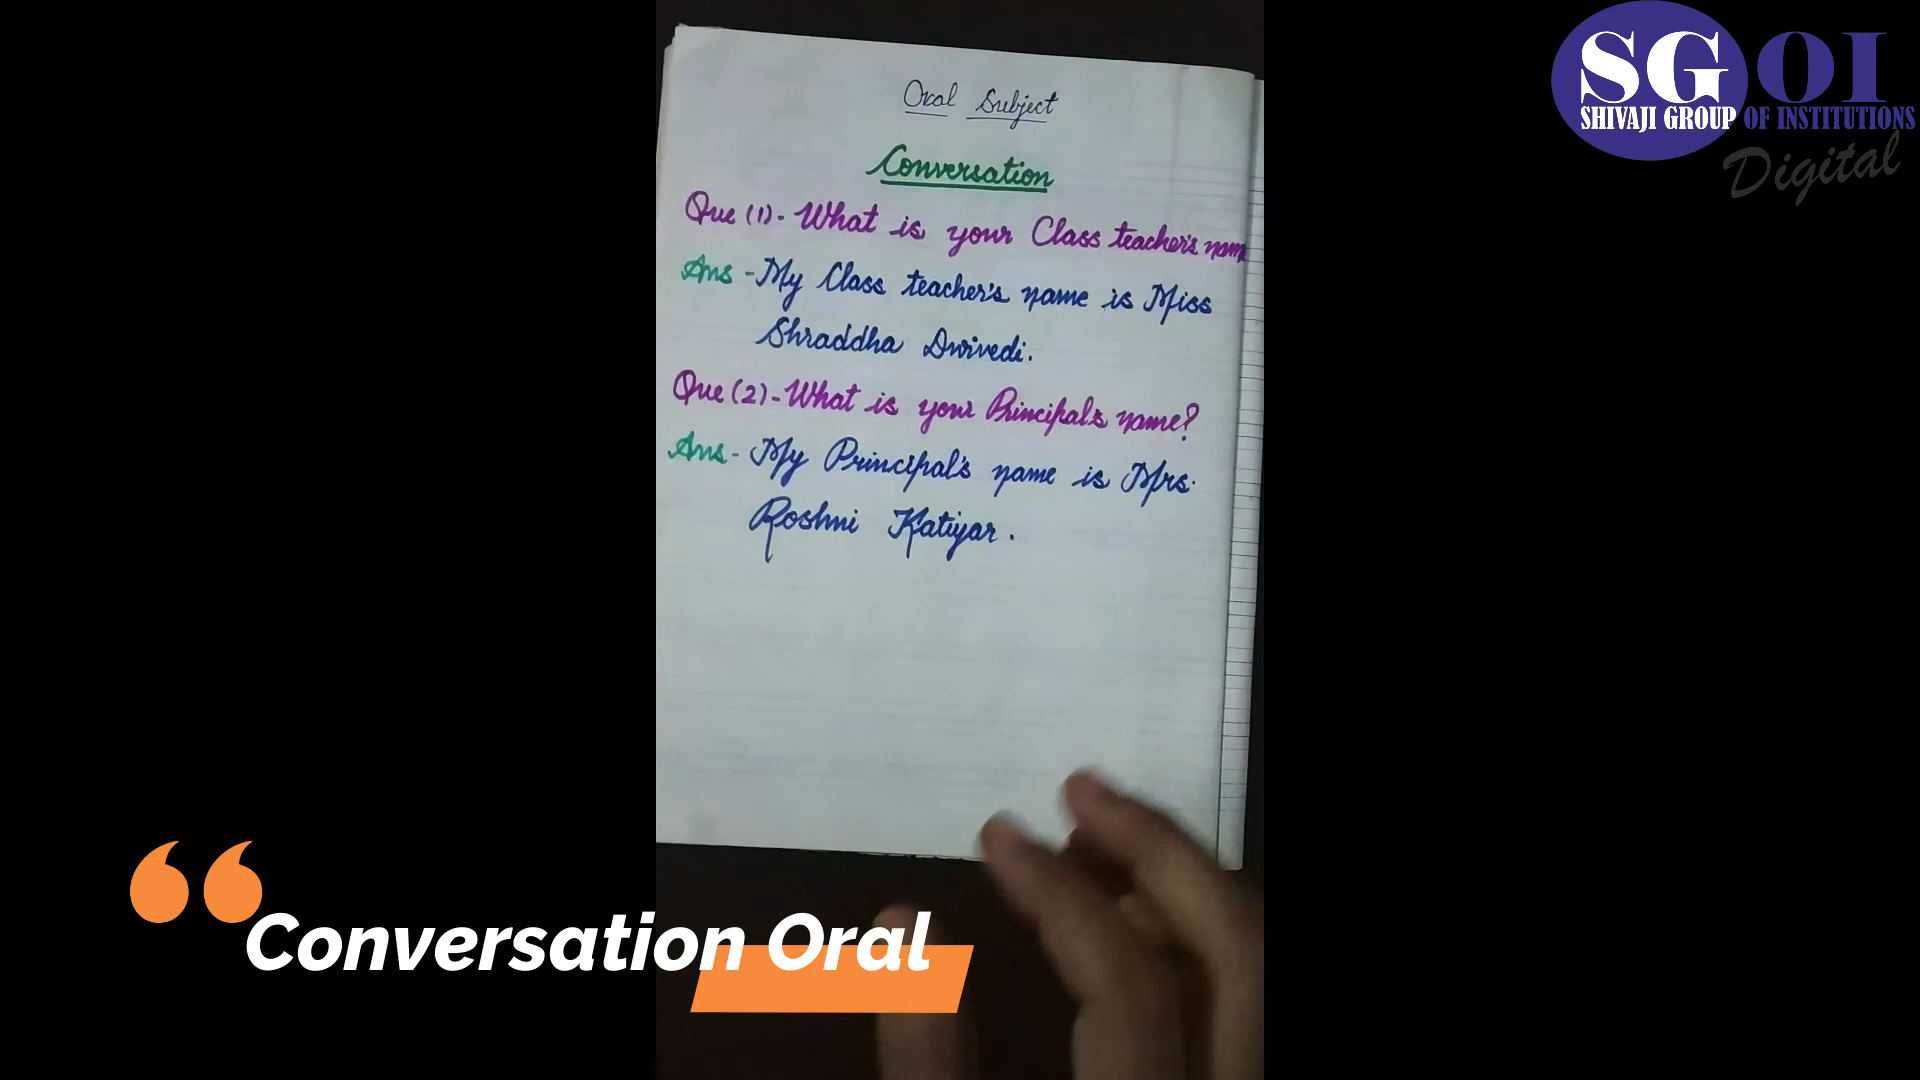 Oral Subject
Conversation
Que (1)- What is your Class teacher's name
Ans - My Class teacher's name is Miss
Shraddha Dwivedi.
Que (2)- What is your Principal's name?
Ans - My Principal's name is Mrs.
Roshni Katiyar.
SGOI
SHIVAJI GROUP OF INSTITUTIONS
Digital
“Conversation Oral